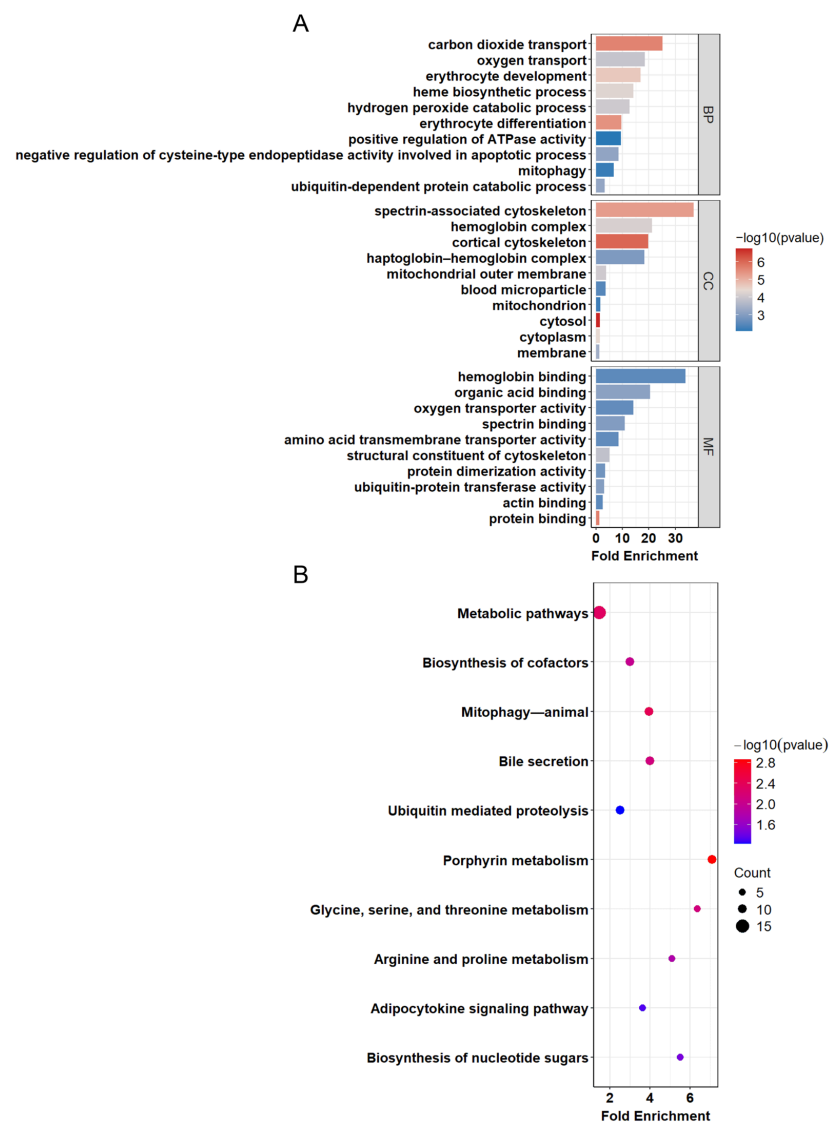 A
carbon dioxide transport
oxygen transport
erythrocyte development
heme biosynthetic process
hydrogen peroxide catabolic process
erythrocyte differentiation
positive regulation of ATPase activity
negative regulation of cysteine-type endopeptidase activity involved in apoptotic process
mitophagy
ubiquitin-dependent protein catabolic process
BP
spectrin-associated cytoskeleton
hemoglobin complex
cortical cytoskeleton
haptoglobin–hemoglobin complex
mitochondrial outer membrane
blood microparticle
mitochondrion
cytosol
cytoplasm
membrane
CC
−log10(pvalue)
6
5
4
3
hemoglobin binding
organic acid binding
oxygen transporter activity
spectrin binding
amino acid transmembrane transporter activity
structural constituent of cytoskeleton
protein dimerization activity
ubiquitin-protein transferase activity
actin binding
protein binding
MF
0 10 20 30
Fold Enrichment
B
Metabolic pathways
Biosynthesis of cofactors
Mitophagy—animal
Bile secretion
Ubiquitin mediated proteolysis
Porphyrin metabolism
Glycine, serine, and threonine metabolism
Arginine and proline metabolism
Adipocytokine signaling pathway
Biosynthesis of nucleotide sugars
−log10(pvalue)
2.8
2.4
2.0
1.6
Count
5
10
15
2 4 6
Fold Enrichment